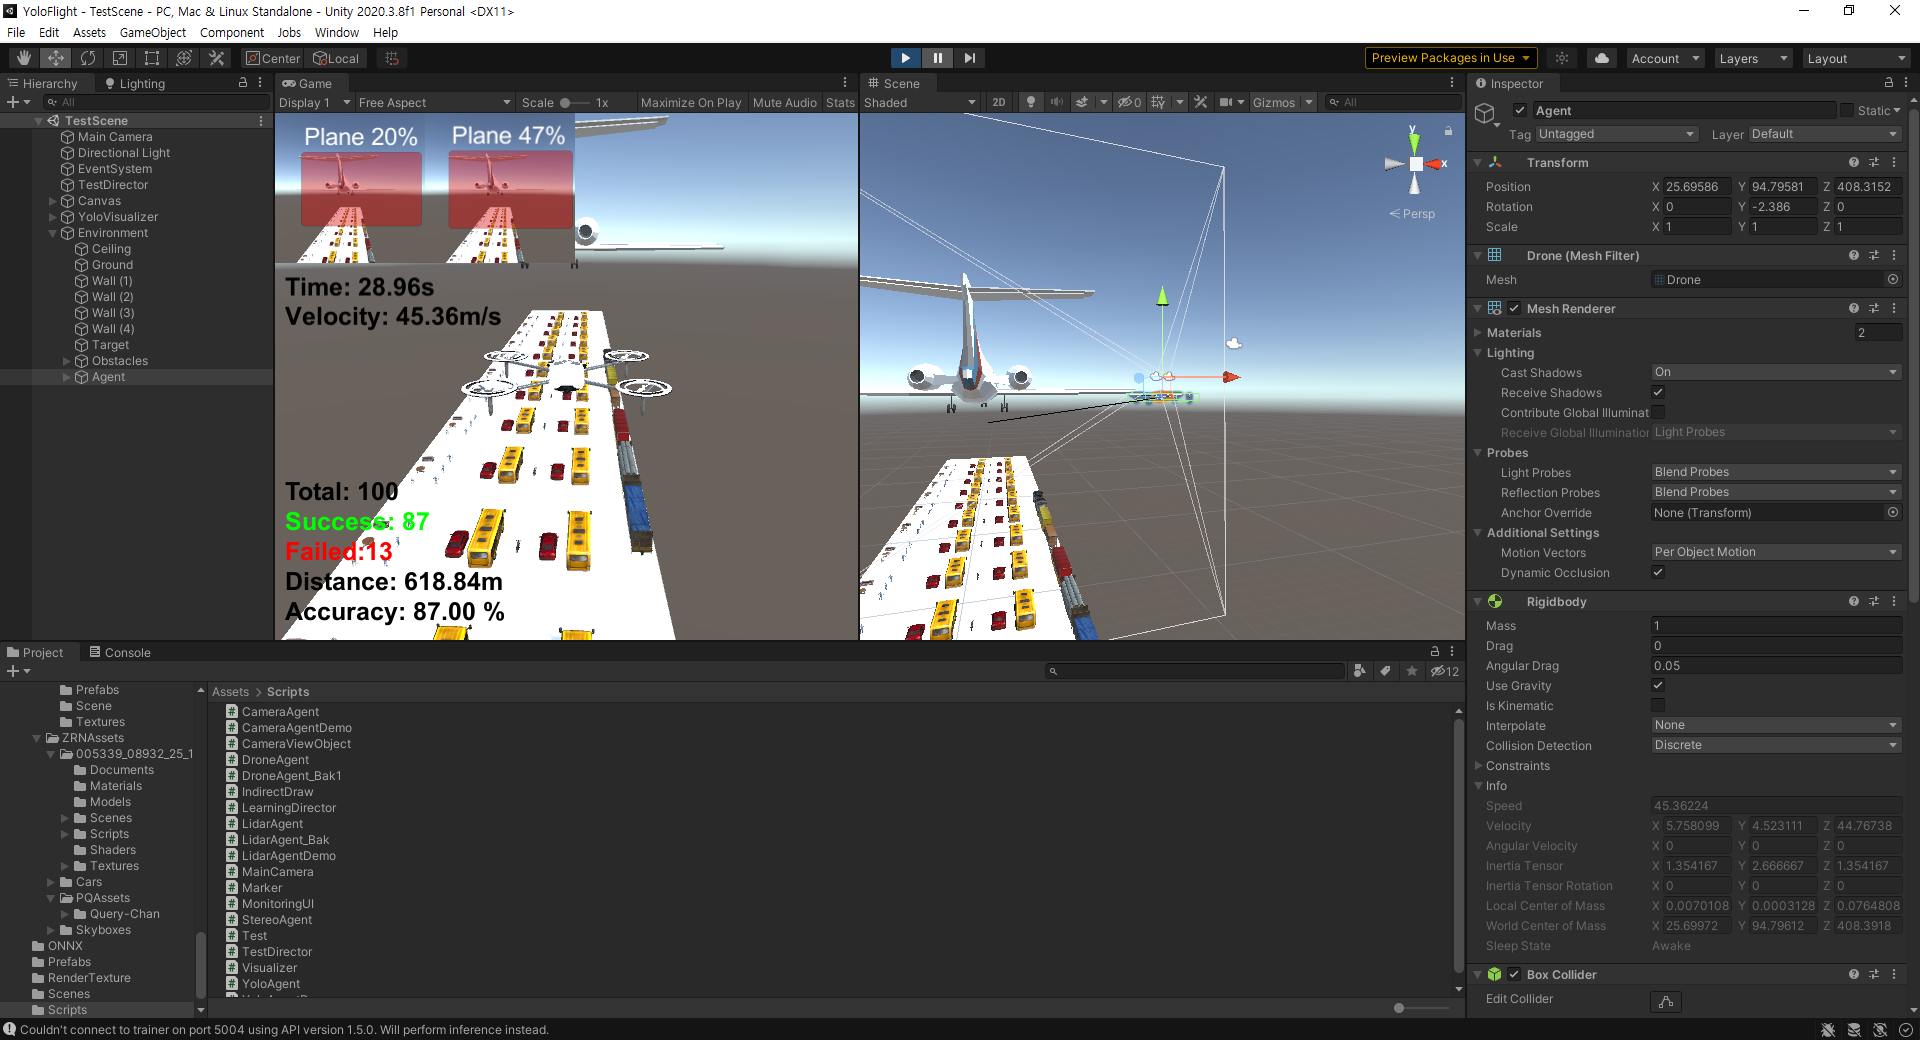 YoloFlight - TestScene - PC, Mac & Linux Standalone - Unity 2020.3.8f1 Personal <DX11>
File Edit Assets GameObject Component Jobs Window Help
Center Local
Preview Packages in Use
Account
Layers
Layout
Hierarchy
Lighting
All
TestScene
Main Camera
Directional Light
EventSystem
TestDirector
Canvas
YoloVisualizer
Environment
Ceiling
Ground
Wall (1)
Wall (2)
Wall (3)
Wall (4)
Target
Obstacles
Agent
Game
Display 1 Free Aspect Scale 1x Maximize On Play Mute Audio Stats
Plane 20% Plane 47%
Time: 28.96s
Velocity: 45.36m/s
Total: 100
Success: 87
Failed:13
Distance: 618.84m
Accuracy: 87.00 %
Scene
Shaded 2D 0 Gizmos All
y
x
Persp
Inspector
Agent Static
Tag Untagged Layer Default
Transform
Position X 25.69586 Y 94.79581 Z 408.3152
Rotation X 0 Y -2.386 Z 0
Scale X 1 Y 1 Z 1
Drone (Mesh Filter)
Mesh Drone
Mesh Renderer
Materials 2
Lighting
Cast Shadows On
Receive Shadows
Contribute Global Illuminat
Receive Global Illumination Light Probes
Probes
Light Probes Blend Probes
Reflection Probes Blend Probes
Anchor Override None (Transform)
Additional Settings
Motion Vectors Per Object Motion
Dynamic Occlusion
Rigidbody
Mass 1
Drag 0
Angular Drag 0.05
Use Gravity
Is Kinematic
Interpolate None
Collision Detection Discrete
Constraints
Info
Speed 45.36224
Velocity X 5.758099 Y 4.523111 Z 44.76738
Angular Velocity X 0 Y 0 Z 0
Inertia Tensor X 1.354167 Y 2.666667 Z 1.354167
Inertia Tensor Rotation X 0 Y 0 Z 0
Local Center of Mass X 0.0070108 Y 0.0003128 Z 0.0764808
World Center of Mass X 25.69972 Y 94.79612 Z 408.3918
Sleep State Awake
Box Collider
Edit Collider
Project
Console
12
Prefabs
Scene
Textures
ZRNAssets
005339_08932_25_1
Documents
Materials
Models
Scenes
Scripts
Shaders
Textures
Cars
PQAssets
Query-Chan
Skyboxes
ONNX
Prefabs
RenderTexture
Scenes
Scripts
Assets > Scripts
CameraAgent
CameraAgentDemo
CameraViewObject
DroneAgent
DroneAgent_Bak1
IndirectDraw
LearningDirector
LidarAgent
LidarAgent_Bak
LidarAgentDemo
MainCamera
Marker
MonitoringUI
StereoAgent
Test
TestDirector
Visualizer
YoloAgent
Couldn't connect to trainer on port 5004 using API version 1.5.0. Will perform inference instead.